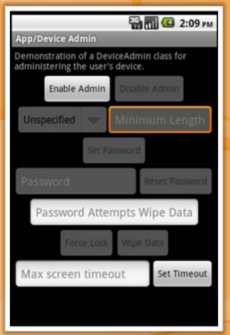 3G 2:09 PM
App/Device Admin
Demonstration of a DeviceAdmin class for
administering the user's device.
Enable Admin Disable Admin
Unspecified Minimum Length
Set Password
Password Reset Password
Password Attempts Wipe Data
Force Lock Wipe Data
Max screen timeout Set Timeout